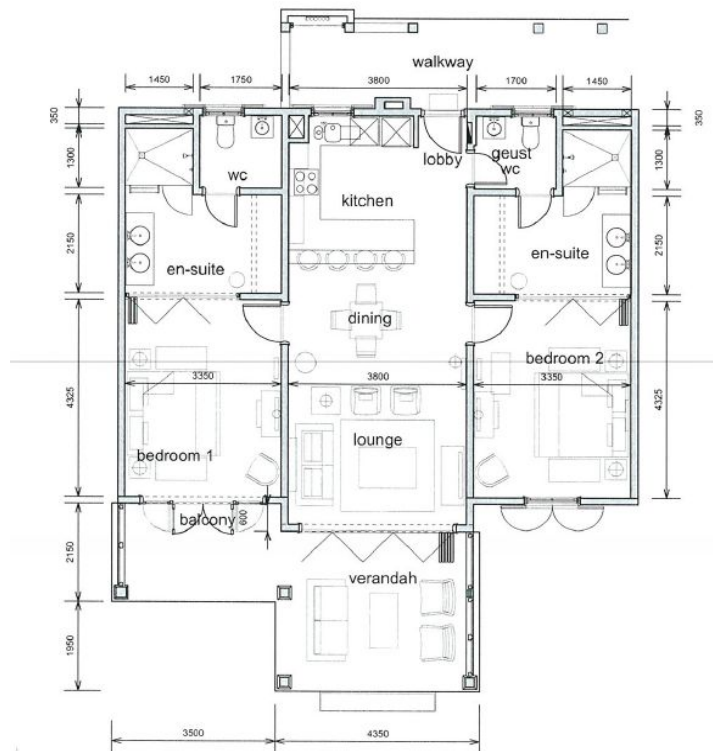 walkway
1450
1750
3800
1700
1450
350
350
lobby
geust
wc
wc
1300
1300
kitchen
2150
2150
en-suite
en-suite
dining
bedroom 2
3350
3800
3350
4325
4325
lounge
bedroom 1
balcony
600
2150
verandah
1950
3500
4350